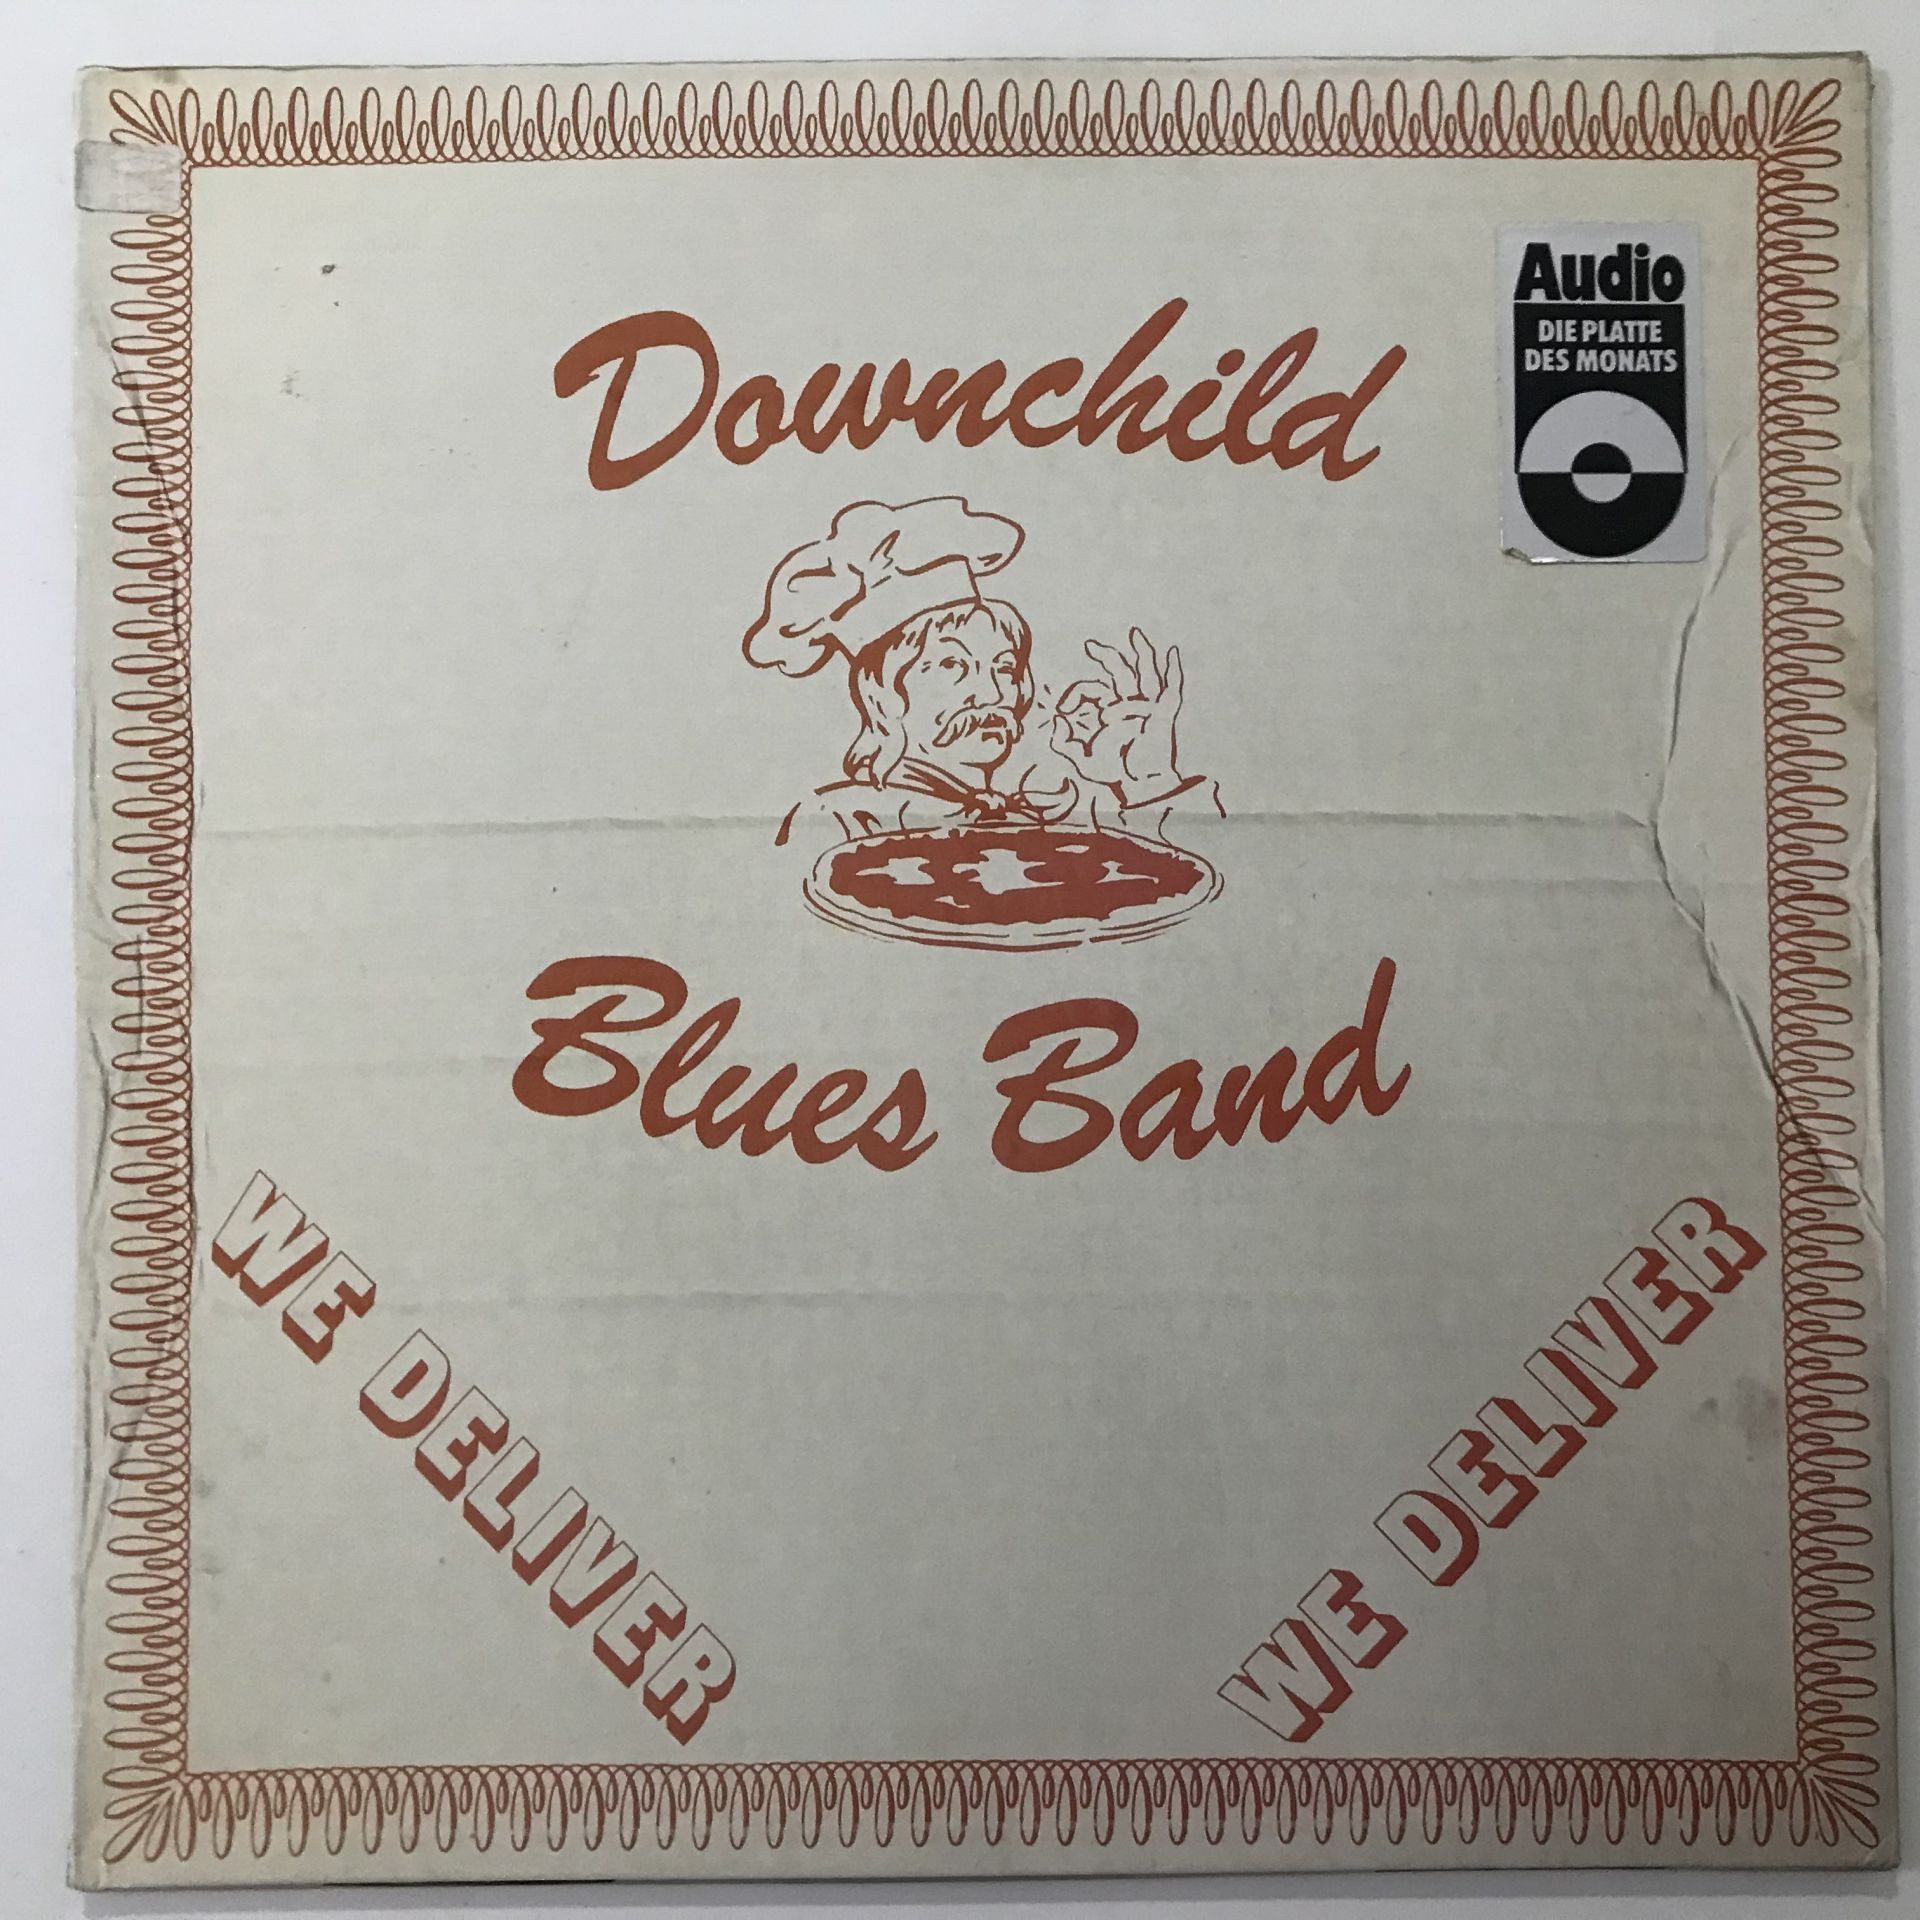 Audio
DIE PLATTE
DES MONATS
Downchild
Blues Band
WE DELIVER
WE DELIVER